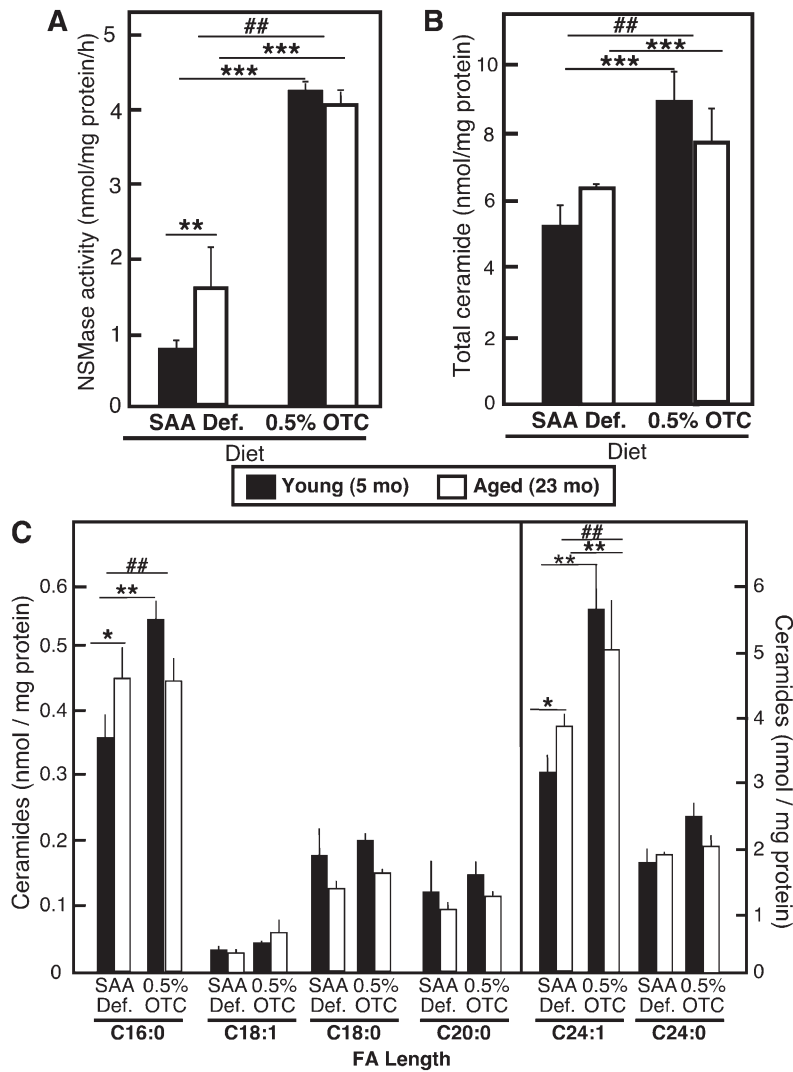 A
B
NSMase activity (nmol/mg protein/h)
5
4
3
2
1
0
##
***
***
**
SAA Def. 0.5% OTC
Diet
Total ceramide (nmol/mg protein)
10
8
6
4
2
0
##
***
***
SAA Def. 0.5% OTC
Diet
Young (5 mo) Aged (23 mo)
C
Ceramides (nmol / mg protein)
0.6
0.5
0.4
0.3
0.2
0.1
0
##
**
*
##
**
**
*
6
5
4
3
2
1
0
Ceramides (nmol / mg protein)
SAA 0.5% SAA 0.5% SAA 0.5% SAA 0.5% SAA 0.5% SAA 0.5%
Def. OTC Def. OTC Def. OTC Def. OTC Def. OTC Def. OTC
C16:0 C18:1 C18:0 C20:0 C24:1 C24:0
FA Length